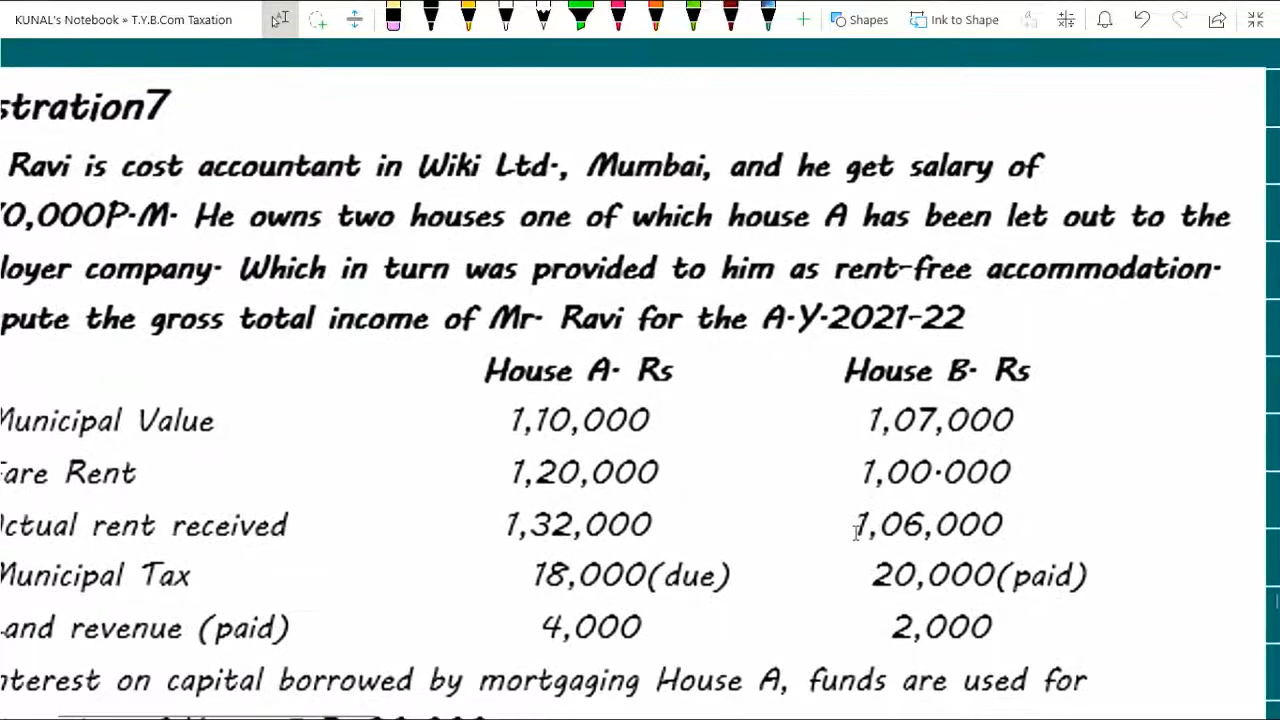 KUNAL's Notebook » T.Y.B.Com Taxation
Shapes
Ink to Shape
stration7
Ravi is cost accountant in Wiki Ltd·, Mumbai, and he get salary of
0,000P·M· He owns two houses one of which house A has been let out to the
loyer company· Which in turn was provided to him as rent-free accommodation·
pute the gross total income of Mr· Ravi for the A·Y·2021-22
House A· Rs House B· Rs
Municipal Value 1,10,000 1,07,000
Fare Rent 1,20,000 1,00·000
Actual rent received 1,32,000 1,06,000
Municipal Tax 18,000(due) 20,000(paid)
Land revenue (paid) 4,000 2,000
Interest on capital borrowed by mortgaging House A, funds are used for